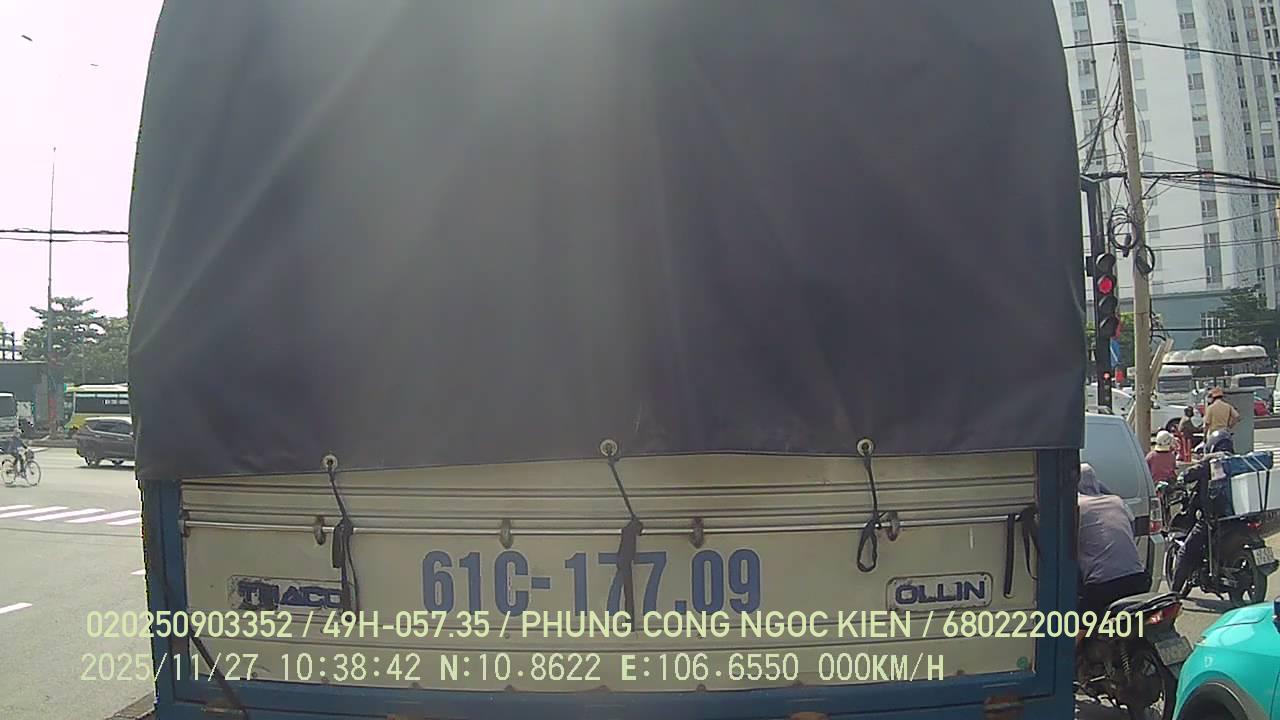 61C-177.09
THACO
OLLIN
020250903352 / 49H-057.35 / PHUNG CONG NGOC KIEN / 680222009401
2025/11/27 10:38:42 N:10.8622 E:106.6550 000KM/H